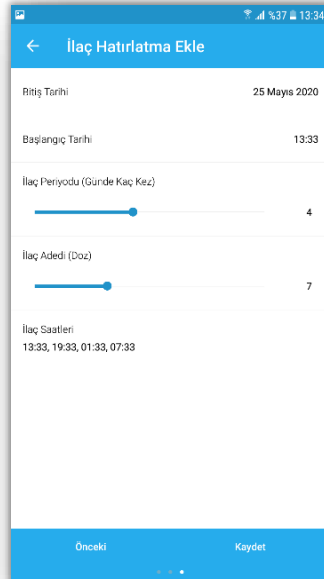 %37 13:34
İlaç Hatırlatma Ekle
Bitiş Tarihi 25 Mayıs 2020
Başlangıç Tarihi 13:33
İlaç Periyodu (Günde Kaç Kez)
4
İlaç Adedi (Doz)
7
İlaç Saatleri
13:33, 19:33, 01:33, 07:33
Önceki Kaydet